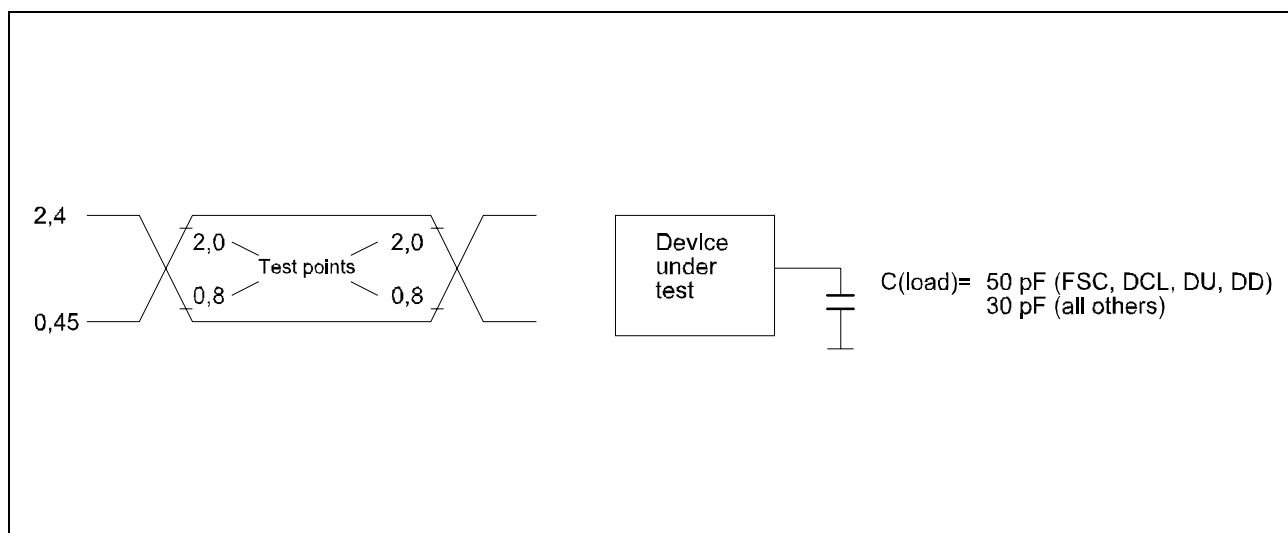 2,4
2,0
2,0
Test points
0,8
0,8
0,45
Device
under
test
C(load)= 50 pF (FSC, DCL, DU, DD)
30 pF (all others)